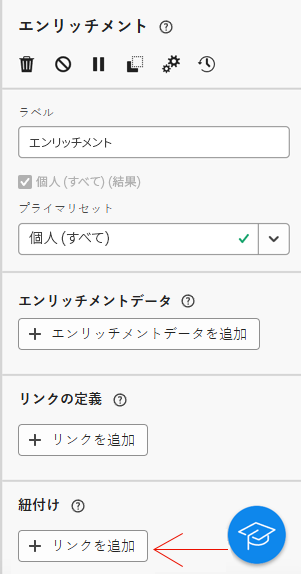 エンリッチメント
ラベル
エンリッチメント
個人 (すべて) (結果)
プライマリセット
個人 (すべて)
エンリッチメントデータ
+ エンリッチメントデータを追加
リンクの定義
+ リンクを追加
紐付け
+ リンクを追加